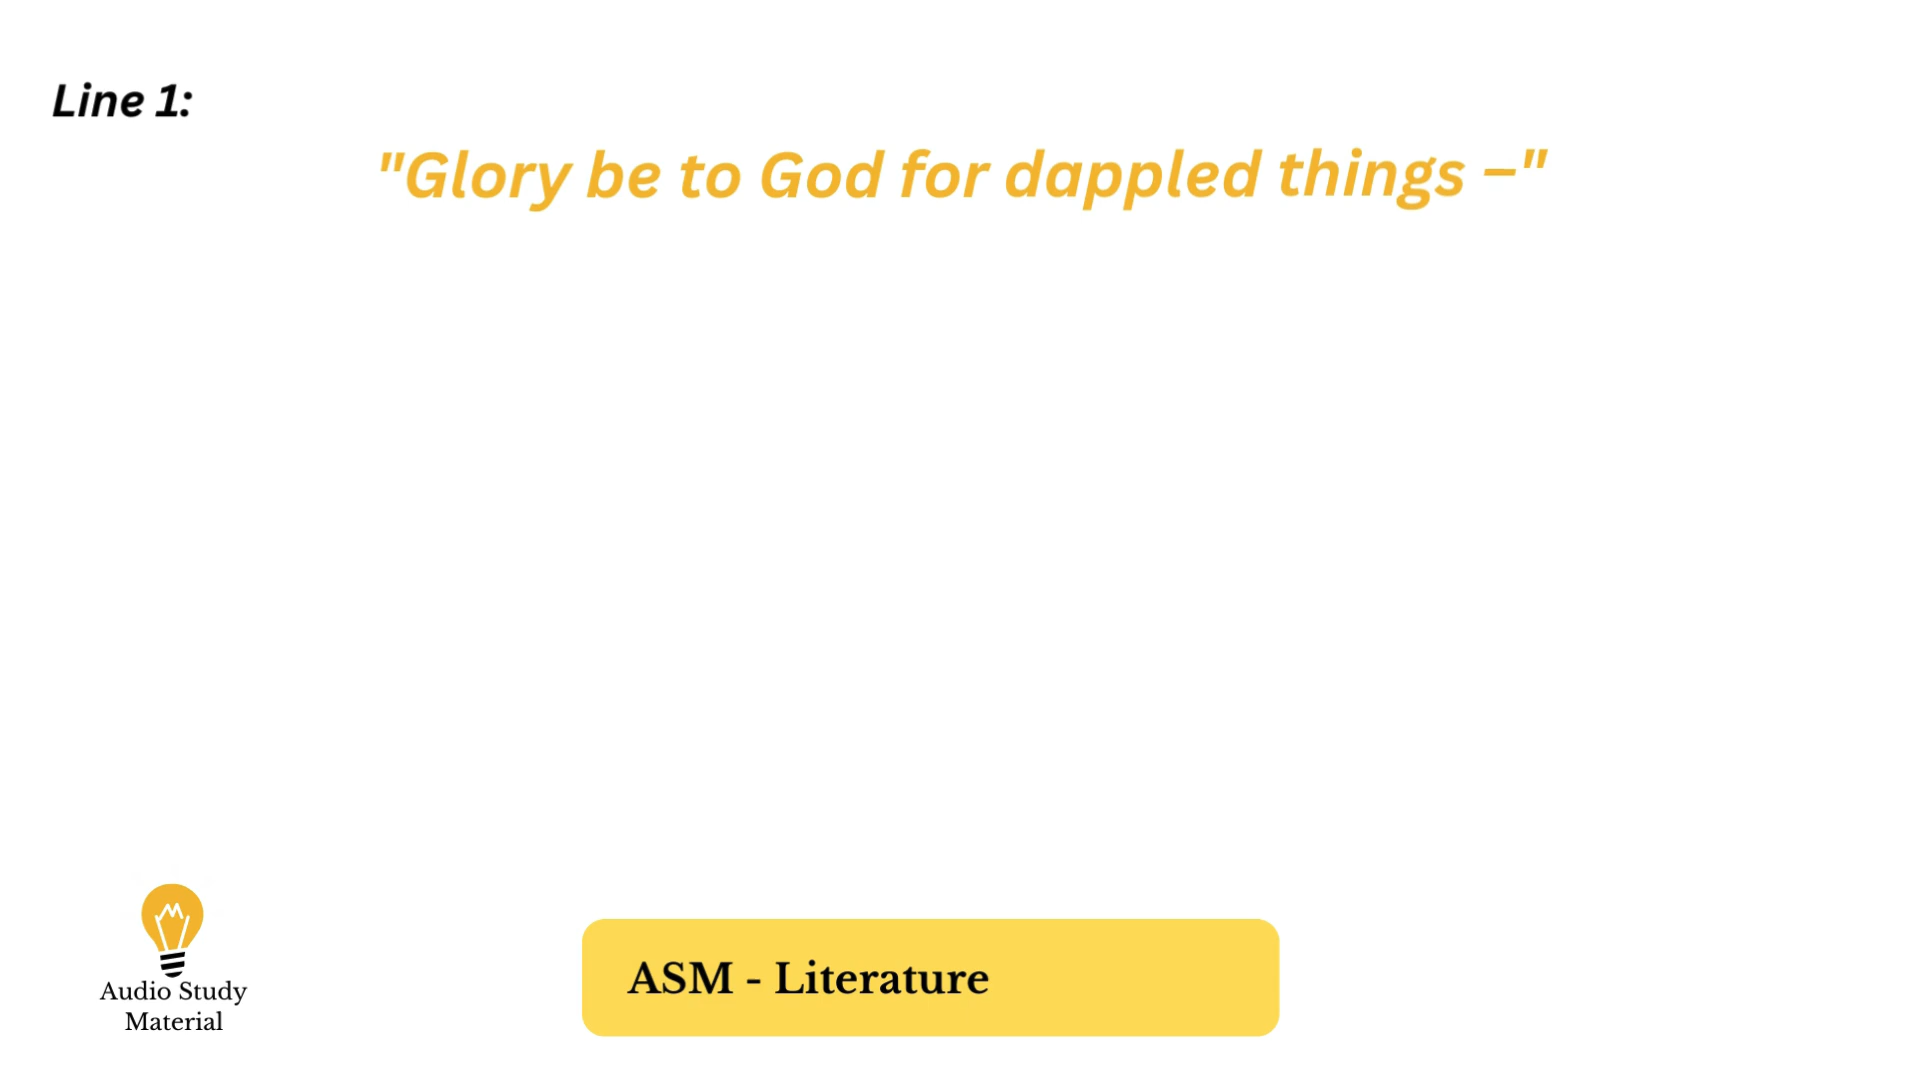 Line 1:
"Glory be to God for dappled things –"
Audio Study
Material
ASM - Literature